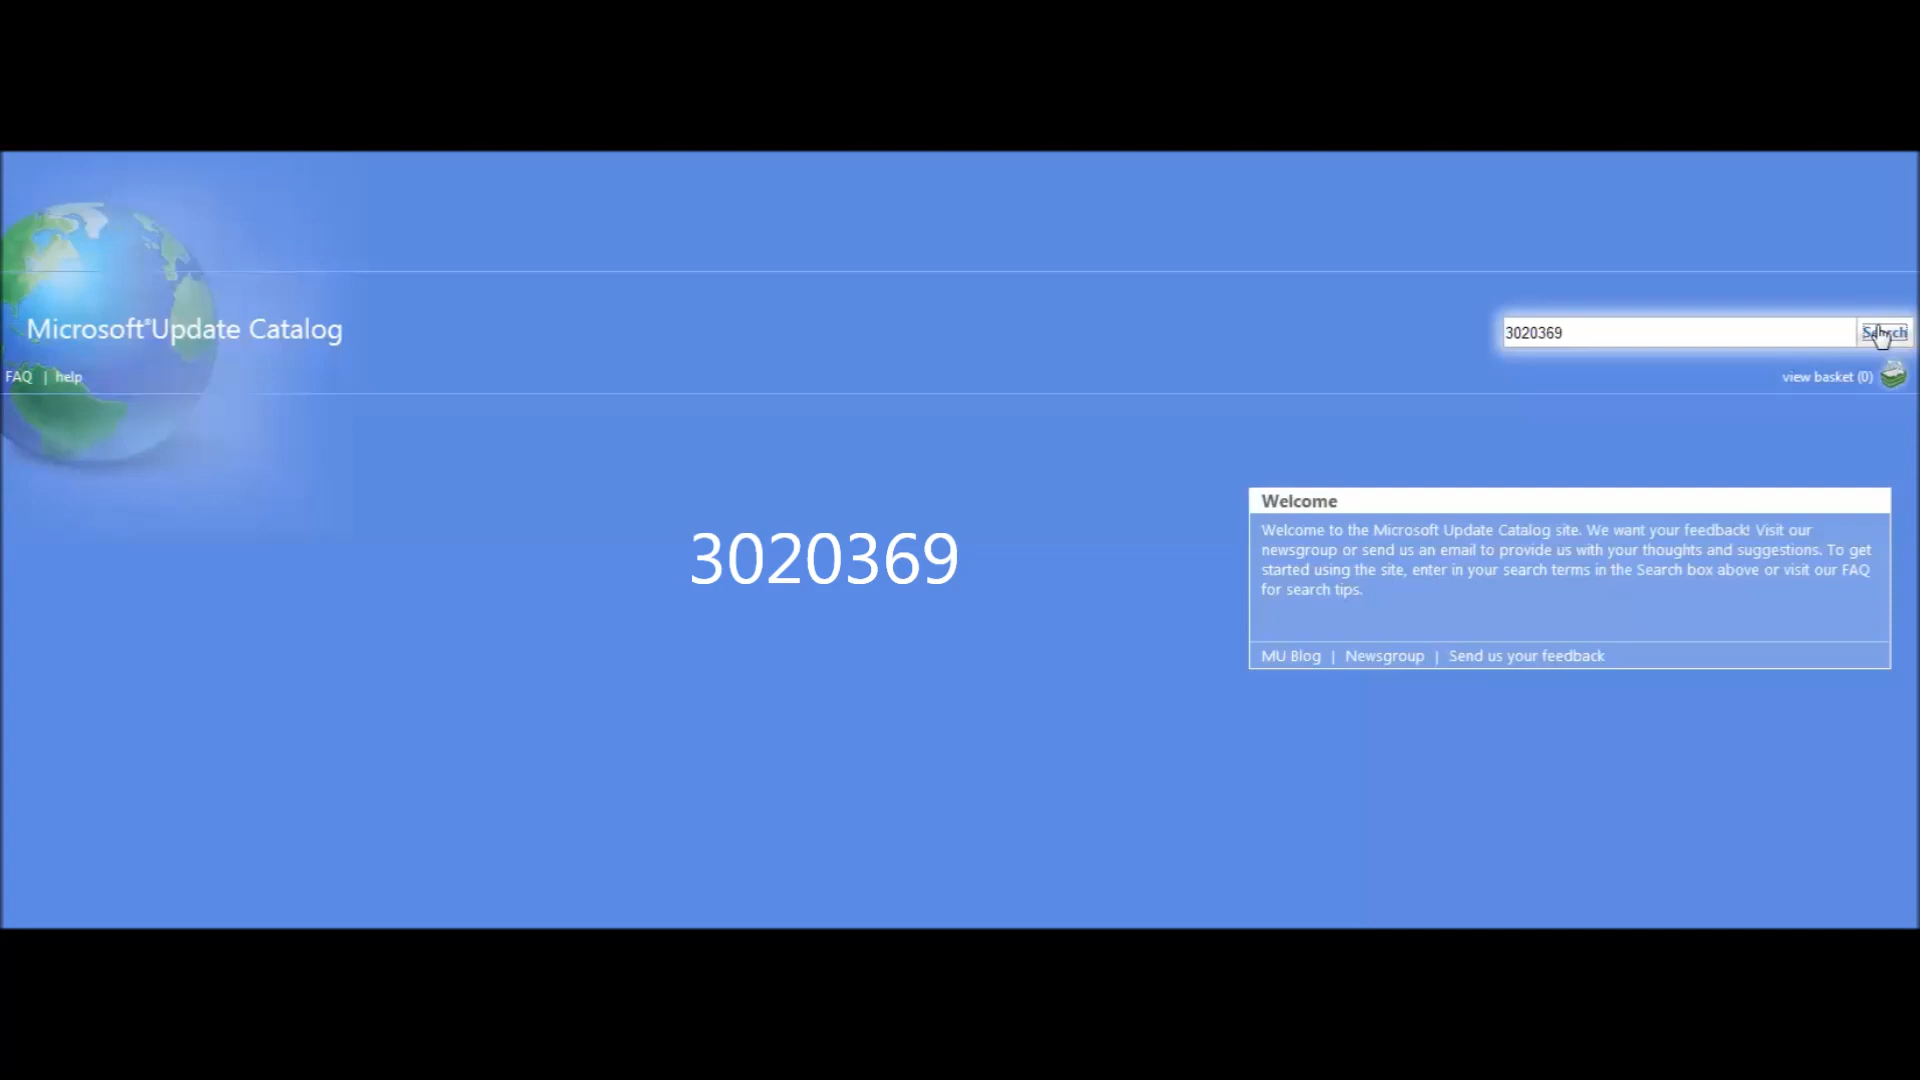 Microsoft®Update Catalog
3020369
Search
FAQ | help
view basket (0)
Welcome
Welcome to the Microsoft Update Catalog site. We want your feedback! Visit our
newsgroup or send us an email to provide us with your thoughts and suggestions. To get
started using the site, enter in your search terms in the Search box above or visit our FAQ
for search tips.
MU Blog | Newsgroup | Send us your feedback
3020369